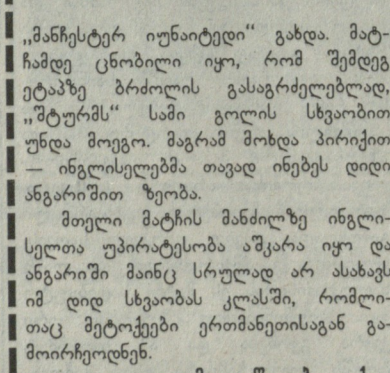 „მანჩესტერ იუნაიტედი“ გახდა. მატ-
ჩამდე ცნობილი იყო, რომ შემდეგ
ეტაპზე ბრძოლის გასაგრძელებლად,
„შტურმს“ სამი გოლის სხვაობით
უნდა მოეგო. მაგრამ მოხდა პირიქით
— ინგლისელებმა თავად ინებეს დიდი
ანგარიშით ზეობა.
მთელი მატჩის მანძილზე ინგლი-
სელთა უპირატესობა აშკარა იყო და
ანგარიში მაინც სრულად არ ასახავს
იმ დიდ სხვაობას კლასში, რომლი-
თაც მეტოქეები ერთმანეთისაგან გა-
მოირჩეოდნენ.